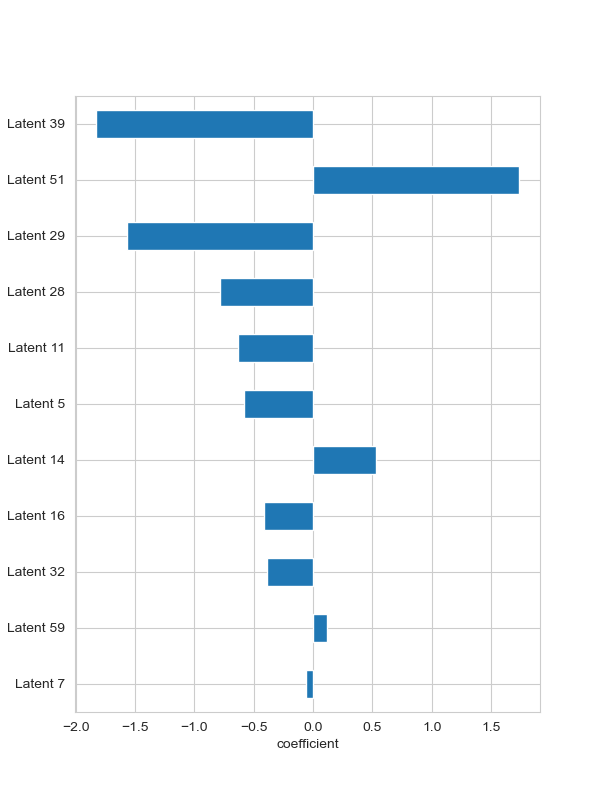 Latent 39
Latent 51
Latent 29
Latent 28
Latent 11
Latent 5
Latent 14
Latent 16
Latent 32
Latent 59
Latent 7
−2.0 −1.5 −1.0 −0.5 0.0 0.5 1.0 1.5
coefficient